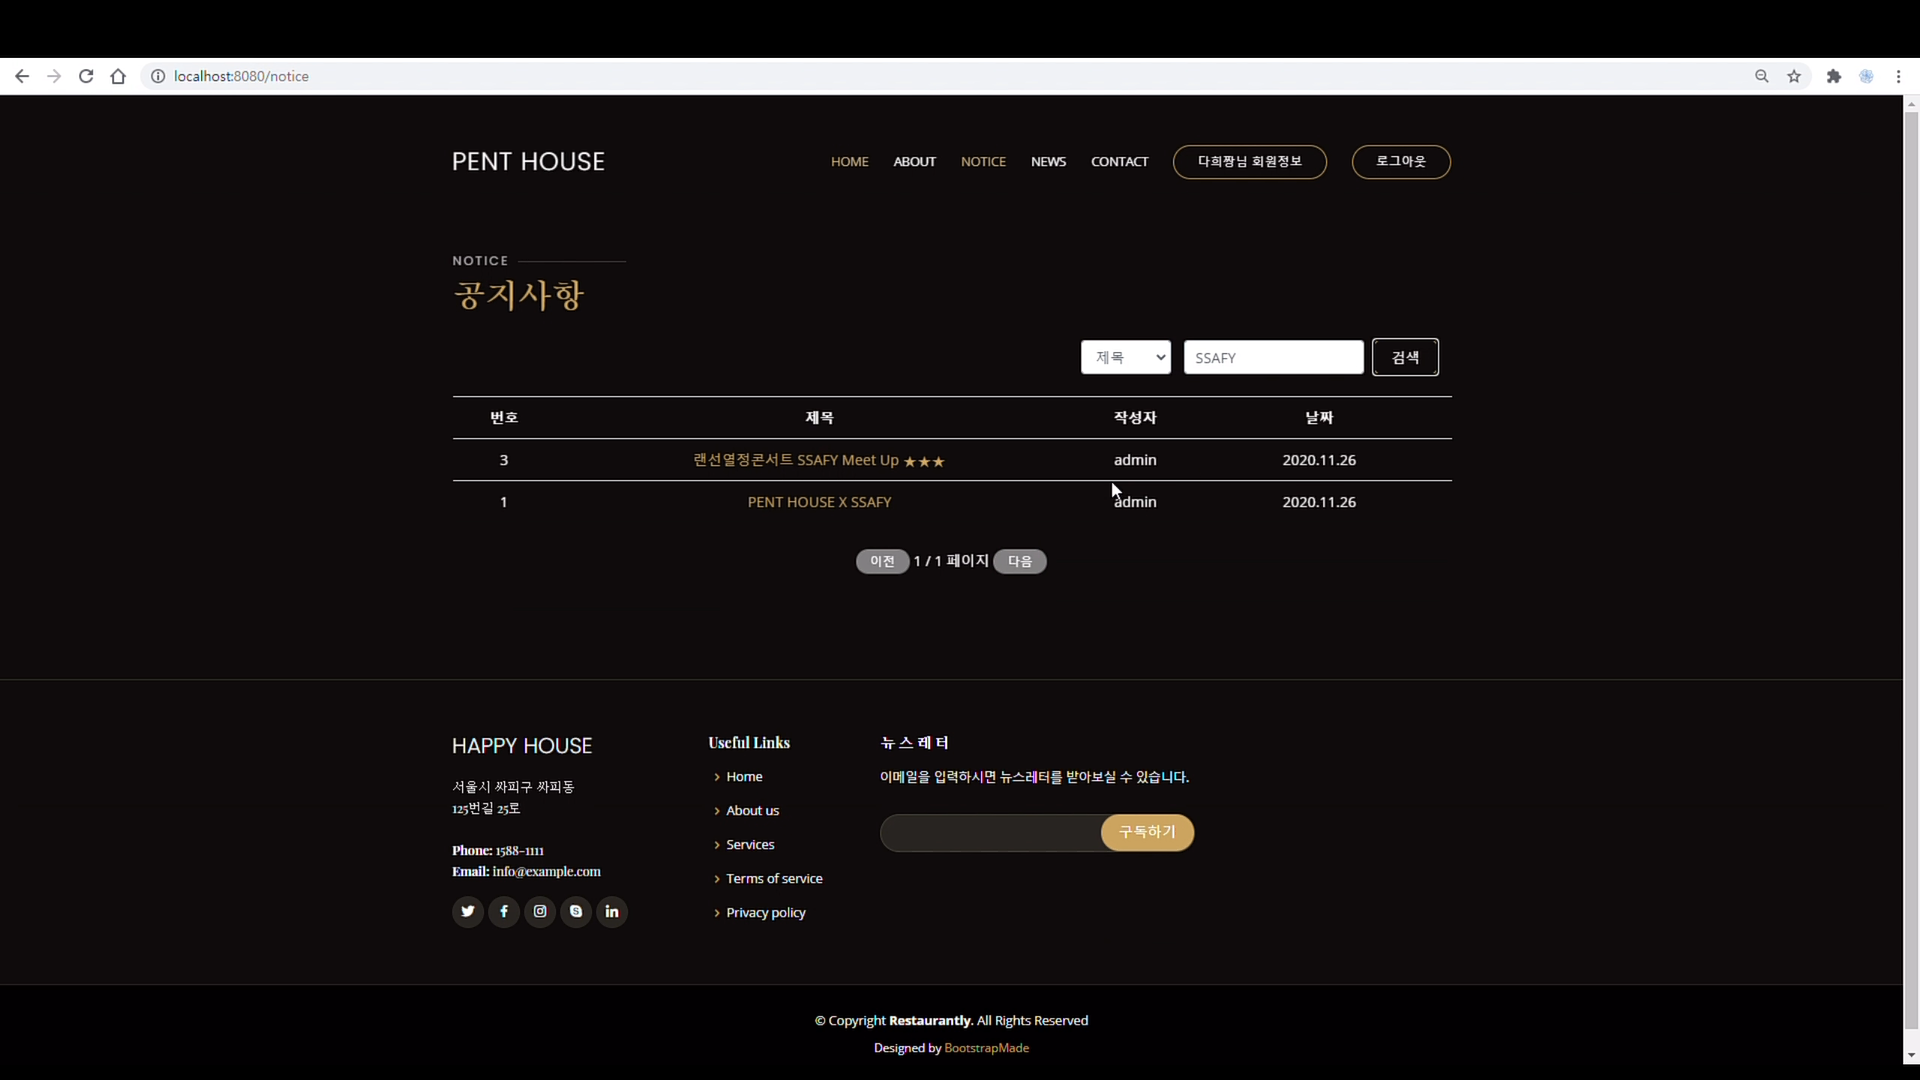 localhost:8080/notice
PENT HOUSE
HOME ABOUT NOTICE NEWS CONTACT 다희짱님 회원정보 로그아웃
NOTICE
공지사항
제목 SSAFY 검색
번호 제목 작성자 날짜
3 랜선열정콘서트 SSAFY Meet Up ★★★ admin 2020.11.26
1 PENT HOUSE X SSAFY admin 2020.11.26
이전 1 / 1 페이지 다음
HAPPY HOUSE
서울시 싸피구 싸피동
125번길 25로
Phone: 1588-1111
Email: info@example.com
Useful Links
Home
About us
Services
Terms of service
Privacy policy
뉴 스 레 터
이메일을 입력하시면 뉴스레터를 받아보실 수 있습니다.
구독하기
© Copyright Restaurantly. All Rights Reserved
Designed by BootstrapMade